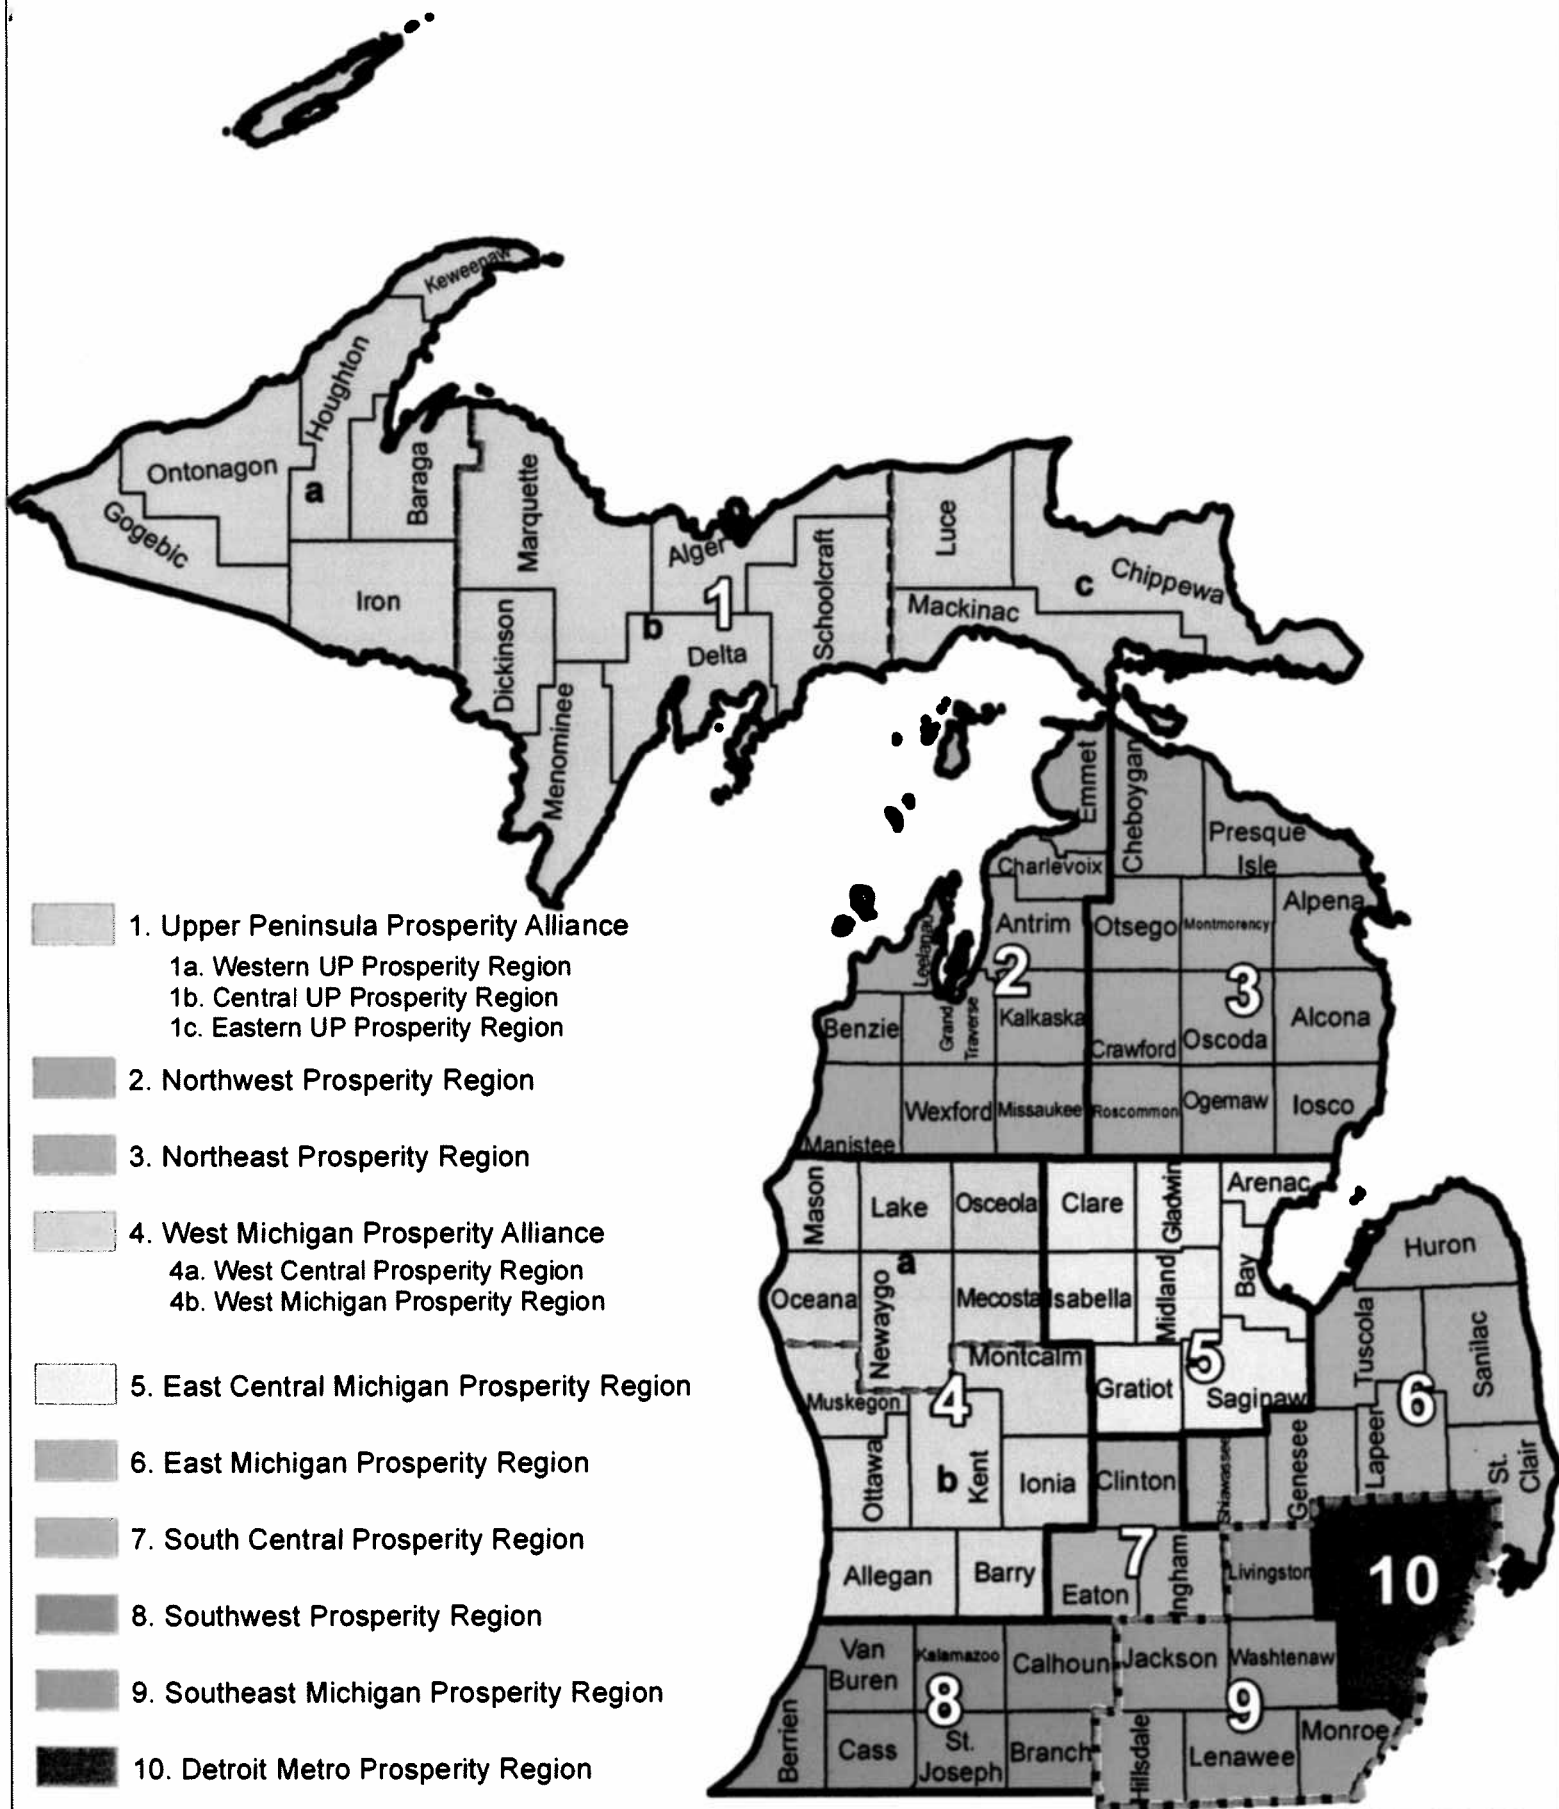 Keweenaw
Houghton
Ontonagon
a
Baraga
Gogebic
Iron
Marquette
Alger
1
b
Delta
Dickinson
Menominee
Schoolcraft
Luce
c
Chippewa
Mackinac
Emmet
Cheboygan
Presque
Isle
Charlevoix
Antrim
Otsego
Montmorency
Alpena
Leelanau
2
3
Benzie
Grand
Traverse
Kalkaska
Crawford
Oscoda
Alcona
Manistee
Wexford
Missaukee
Roscommon
Ogemaw
Iosco
Mason
Lake
Osceola
Clare
Gladwin
Arenac
a
Oceana
Newaygo
Mecosta
Isabella
Midland
Bay
Huron
Tuscola
Sanilac
Muskegon
Montcalm
4
Gratiot
5
Saginaw
6
Ottawa
b
Kent
Ionia
Clinton
Shiawassee
Genesee
Lapeer
St.
Clair
Allegan
Barry
7
Eaton
Ingham
Livingston
10
Van
Buren
Kalamazoo
Calhoun
Jackson
Washtenaw
8
9
Berrien
Cass
St.
Joseph
Branch
Hillsdale
Lenawee
Monroe
1. Upper Peninsula Prosperity Alliance
1a. Western UP Prosperity Region
1b. Central UP Prosperity Region
1c. Eastern UP Prosperity Region
2. Northwest Prosperity Region
3. Northeast Prosperity Region
4. West Michigan Prosperity Alliance
4a. West Central Prosperity Region
4b. West Michigan Prosperity Region
5. East Central Michigan Prosperity Region
6. East Michigan Prosperity Region
7. South Central Prosperity Region
8. Southwest Prosperity Region
9. Southeast Michigan Prosperity Region
10. Detroit Metro Prosperity Region